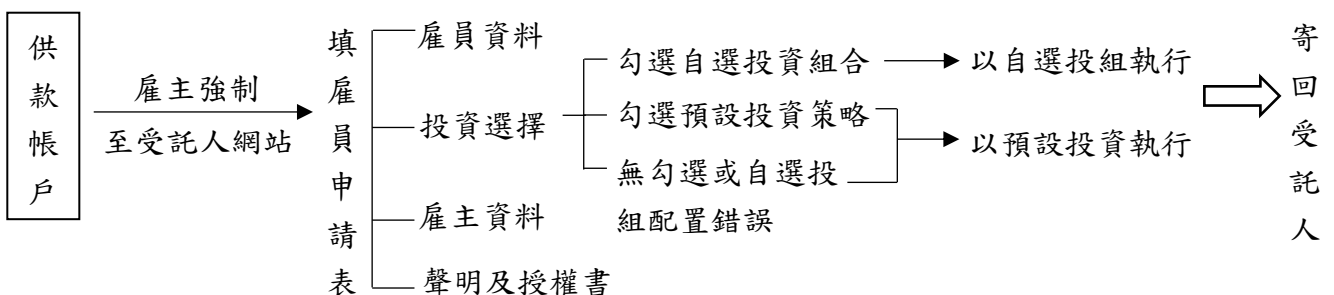 供款帳戶
雇主強制
至受託人網站
填雇員申請表
雇員資料
投資選擇
雇主資料
聲明及授權書
勾選自選投資組合
勾選預設投資策略
無勾選或自選投
組配置錯誤
以自選投組執行
以預設投資執行
寄回受託人